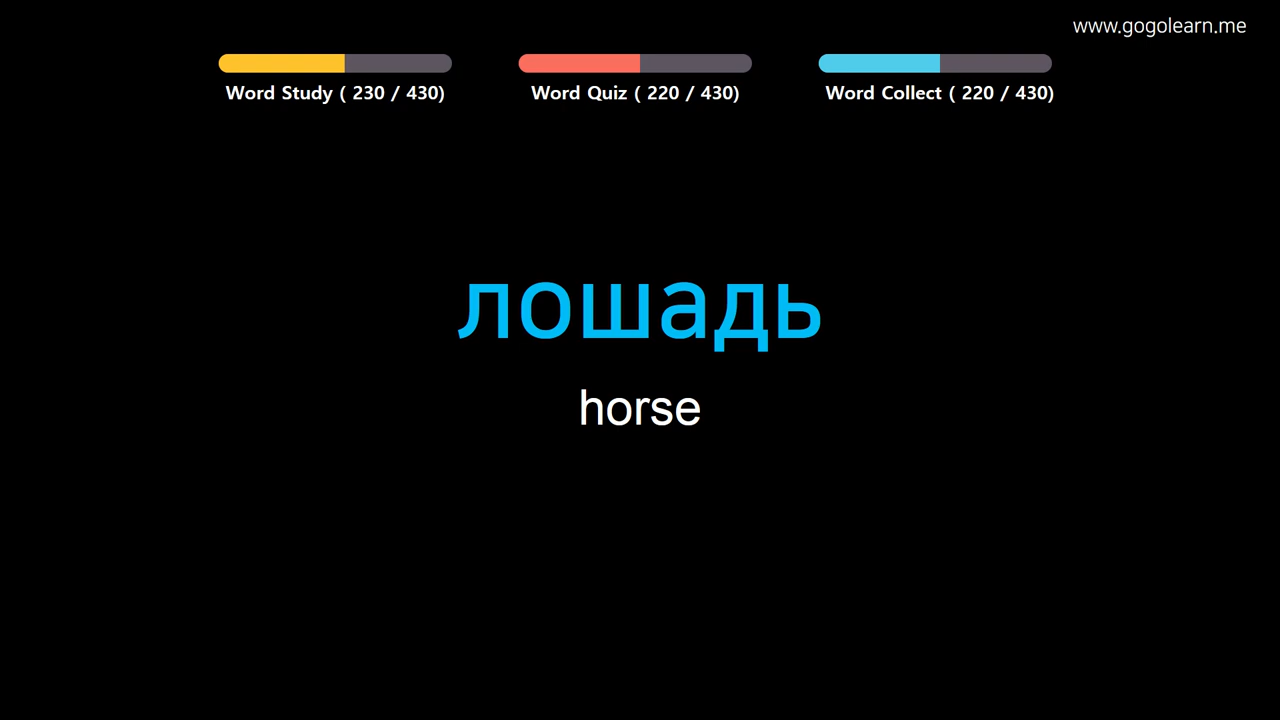 www.gogolearn.me
Word Study ( 230 / 430)
Word Quiz ( 220 / 430)
Word Collect ( 220 / 430)
лошадь
horse